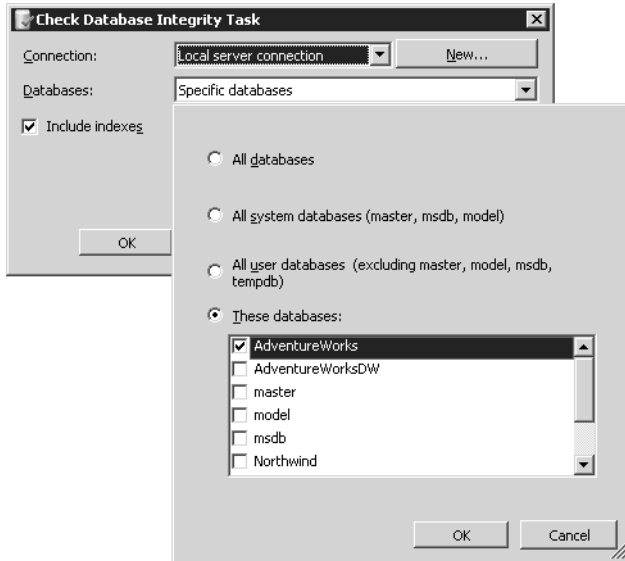 Check Database Integrity Task
Connection:
Local server connection
New...
Databases:
Specific databases
Include indexes
OK
All databases
All system databases (master, msdb, model)
All user databases (excluding master, model, msdb,
tempdb)
These databases:
AdventureWorks
AdventureWorksDW
master
model
msdb
Northwind
OK
Cancel